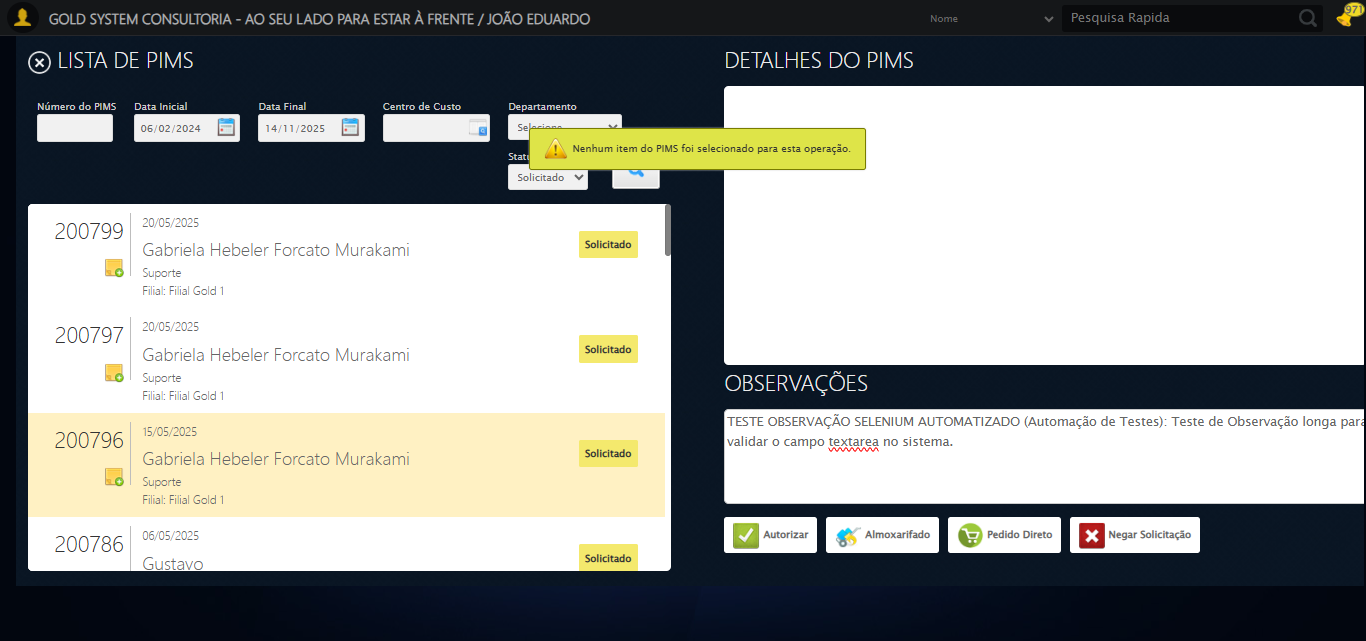 GOLD SYSTEM CONSULTORIA - AO SEU LADO PARA ESTAR À FRENTE / JOÃO EDUARDO
Nome
Pesquisa Rapida
971
LISTA DE PIMS
Número do PIMS
Data Inicial
Data Final
Centro de Custo
Departamento
06/02/2024
14/11/2025
Selecione
Nenhum item do PIMS foi selecionado para esta operação.
Solicitado
200799
20/05/2025
Gabriela Hebeler Forcato Murakami
Suporte
Filial: Filial Gold 1
Solicitado
200797
20/05/2025
Gabriela Hebeler Forcato Murakami
Suporte
Filial: Filial Gold 1
Solicitado
200796
15/05/2025
Gabriela Hebeler Forcato Murakami
Suporte
Filial: Filial Gold 1
Solicitado
200786
06/05/2025
Gustavo
Solicitado
DETALHES DO PIMS
OBSERVAÇÕES
TESTE OBSERVAÇÃO SELENIUM AUTOMATIZADO (Automação de Testes): Teste de Observação longa para
validar o campo textarea no sistema.
Autorizar
Almoxarifado
Pedido Direto
Negar Solicitação